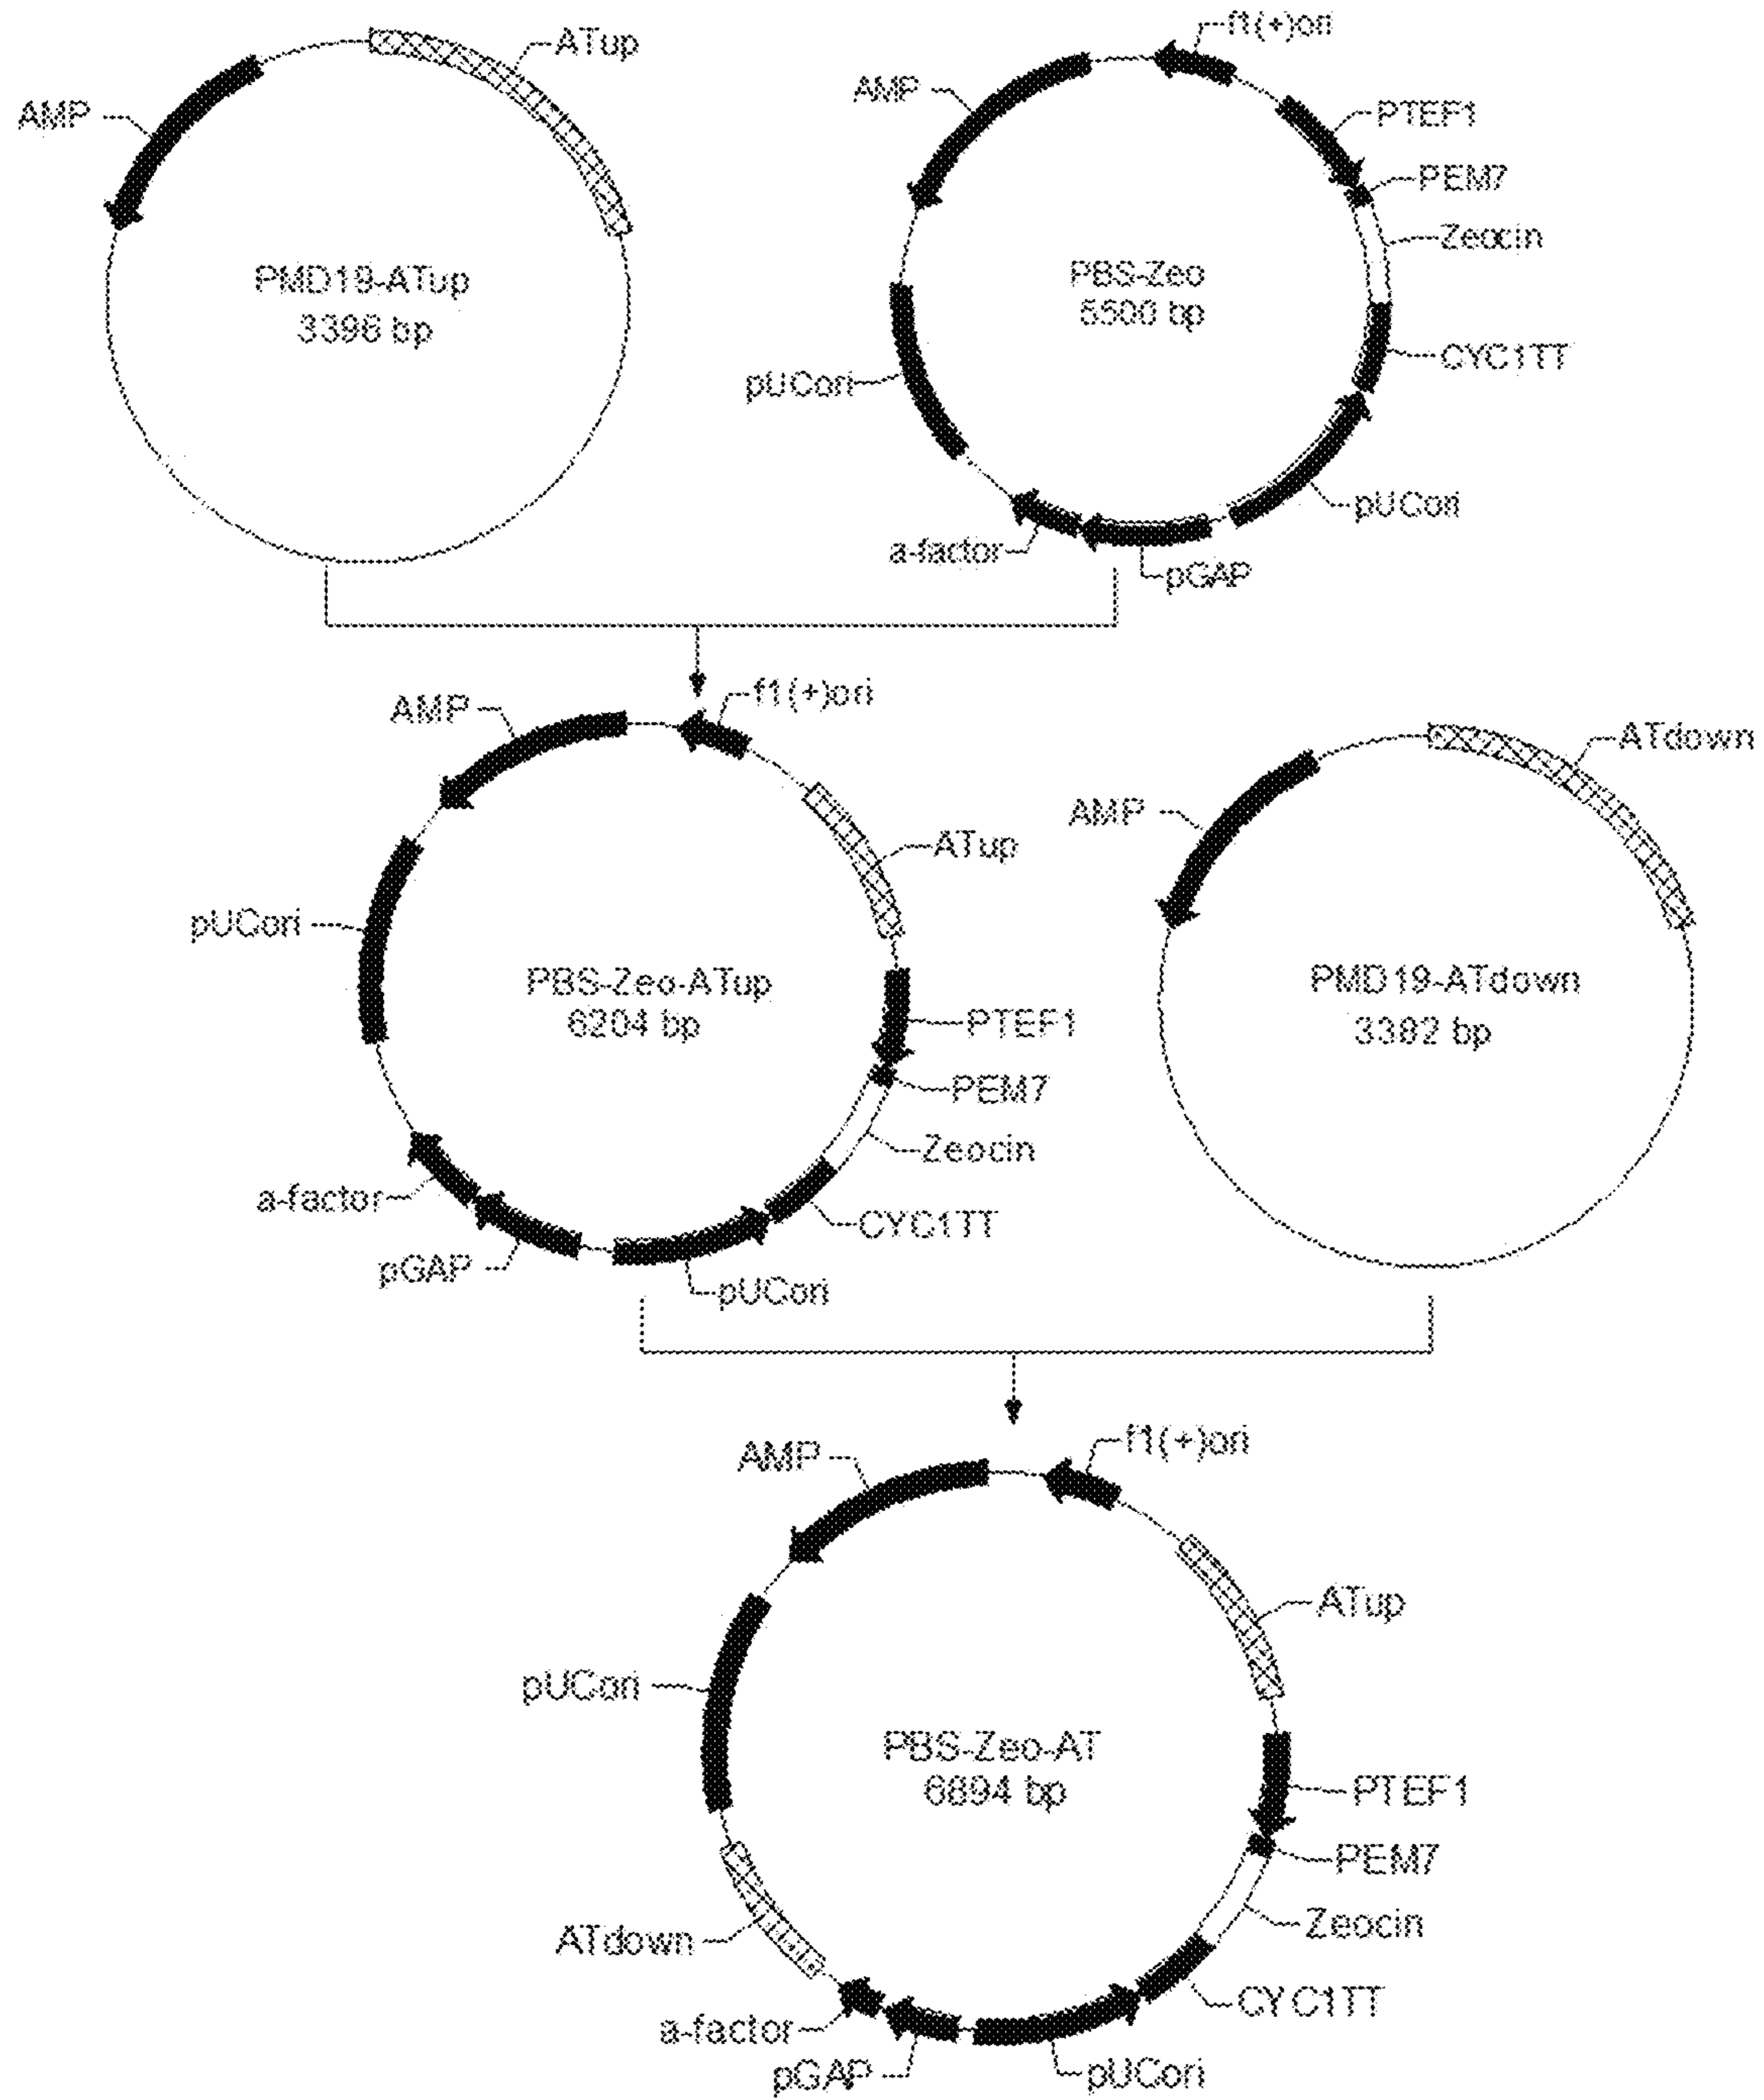 ATup
AMP
PMD19-ATup
3396 bp
f1(+)ori
AMP
PTEF1
PEM7
Zeocin
PBS-Zeo
5500 bp
CYC1TT
pUCori
pUCori
a-factor
pGAP
AMP
f1(+)ori
ATup
pUCori
PBS-Zeo-ATup
6204 bp
PTEF1
PEM7
Zeocin
a-factor
CYC1TT
pGAP
pUCori
ATdown
AMP
PMD19-ATdown
3382 bp
AMP
f1(+)ori
ATup
pUCori
PBS-Zeo-AT
6894 bp
PTEF1
PEM7
Zeocin
ATdown
CYC1TT
a-factor
pGAP
pUCori